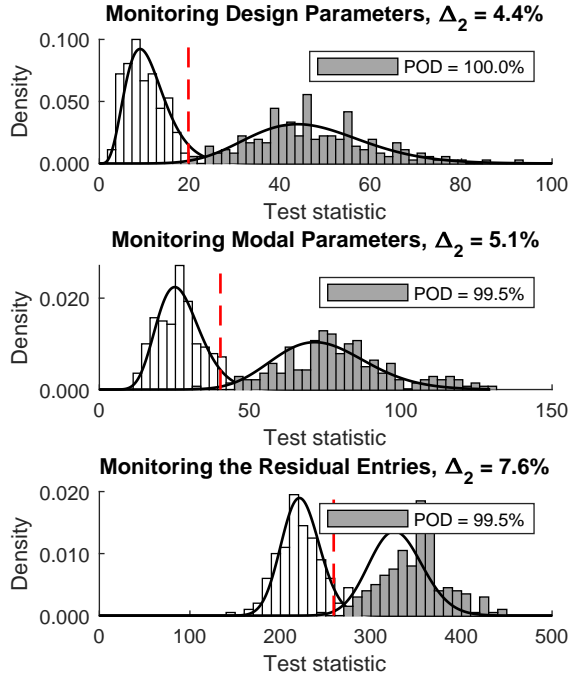 Monitoring Design Parameters, Δ₂ = 4.4%
0.100
0.050
0.000
Density
POD = 100.0%
0 20 40 60 80 100
Test statistic
Monitoring Modal Parameters, Δ₂ = 5.1%
0.020
0.010
0.000
Density
POD = 99.5%
0 50 100 150
Test statistic
Monitoring the Residual Entries, Δ₂ = 7.6%
0.020
0.010
0.000
Density
POD = 99.5%
0 100 200 300 400 500
Test statistic